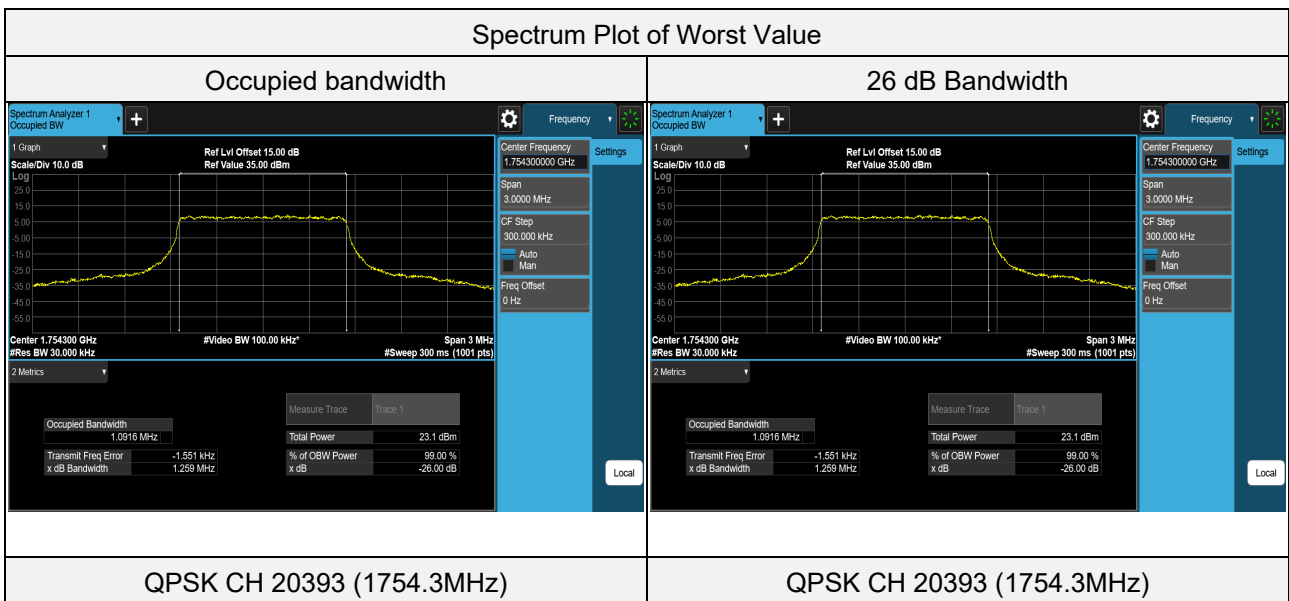 Spectrum Plot of Worst Value
Occupied bandwidth
26 dB Bandwidth
Spectrum Analyzer 1
Occupied BW
+
Frequency
1 Graph
Scale/Div 10.0 dB
Ref Lvl Offset 15.00 dB
Ref Value 35.00 dBm
Log
25.0
15.0
5.00
-5.00
-15.0
-25.0
-35.0
-45.0
-55.0
Center 1.754300 GHz
#Res BW 30.000 kHz
#Video BW 100.00 kHz*
Span 3 MHz
#Sweep 300 ms (1001 pts)
Center Frequency
1.754300000 GHz
Settings
Span
3.0000 MHz
CF Step
300.000 kHz
Auto
Man
Freq Offset
0 Hz
Local
2 Metrics
Measure Trace Trace 1
Occupied Bandwidth
1.0916 MHz
Total Power 23.1 dBm
Transmit Freq Error -1.551 kHz
% of OBW Power 99.00 %
x dB Bandwidth 1.259 MHz
x dB -26.00 dB
Spectrum Analyzer 1
Occupied BW
+
Frequency
1 Graph
Scale/Div 10.0 dB
Ref Lvl Offset 15.00 dB
Ref Value 35.00 dBm
Log
25.0
15.0
5.00
-5.00
-15.0
-25.0
-35.0
-45.0
-55.0
Center 1.754300 GHz
#Res BW 30.000 kHz
#Video BW 100.00 kHz*
Span 3 MHz
#Sweep 300 ms (1001 pts)
Center Frequency
1.754300000 GHz
Settings
Span
3.0000 MHz
CF Step
300.000 kHz
Auto
Man
Freq Offset
0 Hz
Local
2 Metrics
Measure Trace Trace 1
Occupied Bandwidth
1.0916 MHz
Total Power 23.1 dBm
Transmit Freq Error -1.551 kHz
% of OBW Power 99.00 %
x dB Bandwidth 1.259 MHz
x dB -26.00 dB
QPSK CH 20393 (1754.3MHz)
QPSK CH 20393 (1754.3MHz)